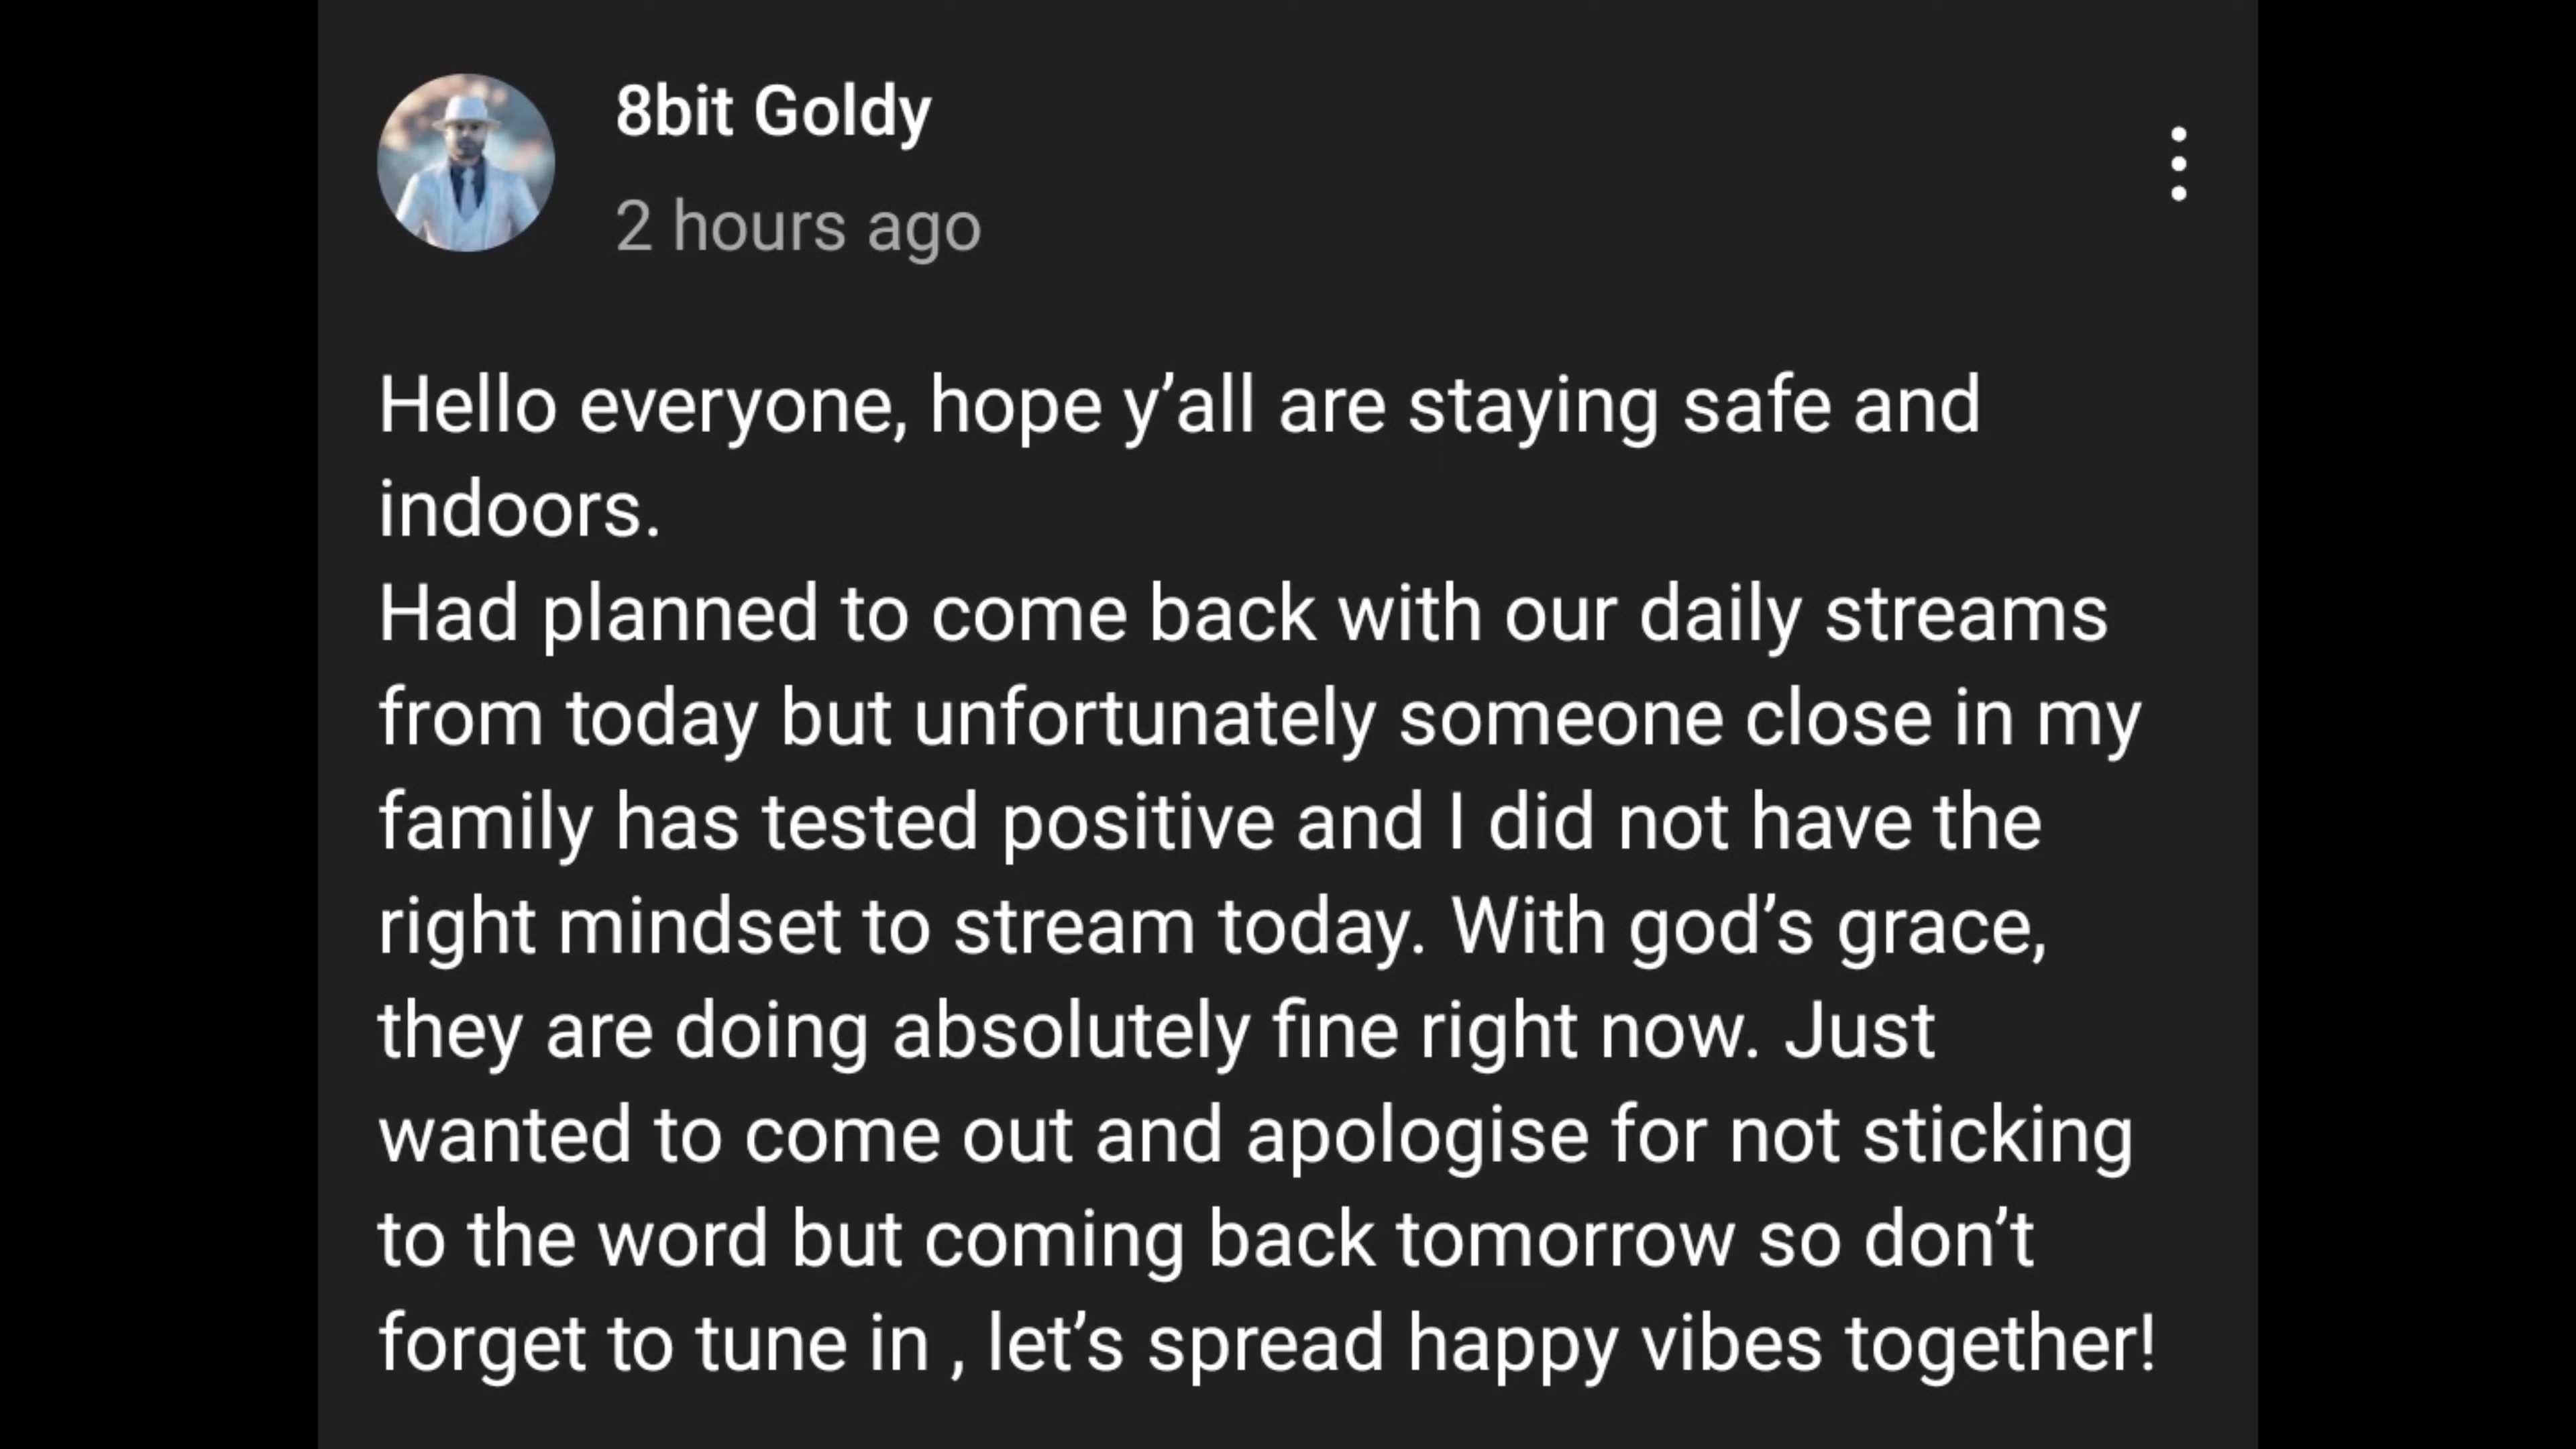 8bit Goldy
2 hours ago
Hello everyone, hope y’all are staying safe and
indoors.
Had planned to come back with our daily streams
from today but unfortunately someone close in my
family has tested positive and I did not have the
right mindset to stream today. With god’s grace,
they are doing absolutely fine right now. Just
wanted to come out and apologise for not sticking
to the word but coming back tomorrow so don’t
forget to tune in , let’s spread happy vibes together!